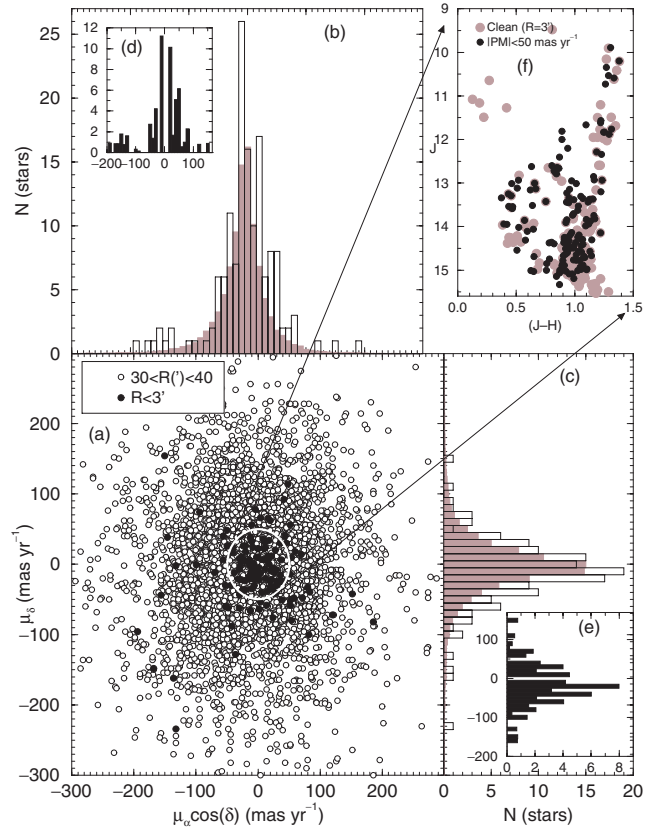 (b)
N (stars)
25
20
15
10
5
0
(d)
12
10
8
6
4
2
0
−200 −100 0 100
Clean (R=3')
|PM|<50 mas yr⁻¹
(f)
9
10
11
J
12
13
14
15
0.0 0.5 1.0 1.5
(J−H)
30<R(')<40
R<3'
(a)
μδ (mas yr⁻¹)
200
100
0
−100
−200
−300
−300 −200 −100 0 100 200
μαcos(δ) (mas yr⁻¹)
(c)
(e)
100
0
−100
−200
0 2 4 6 8
0 5 10 15 20
N (stars)